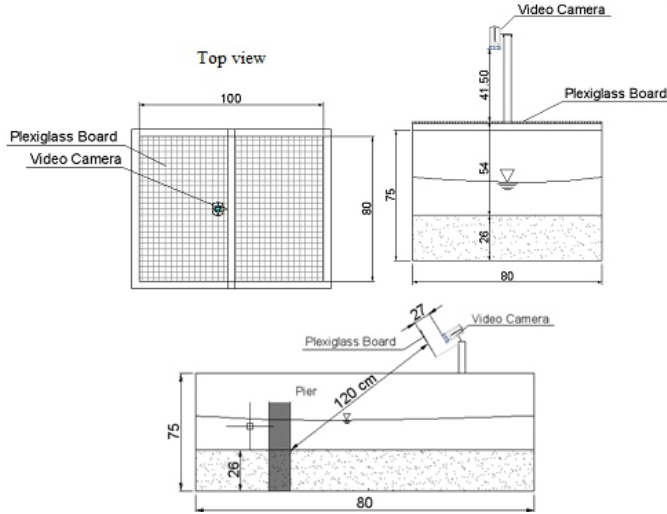 Video Camera
Top view
41.50
Plexiglass Board
100
Plexiglass Board
Video Camera
54
75
80
26
80
27
Video Camera
Plexiglass Board
120 cm
Pier
75
26
80